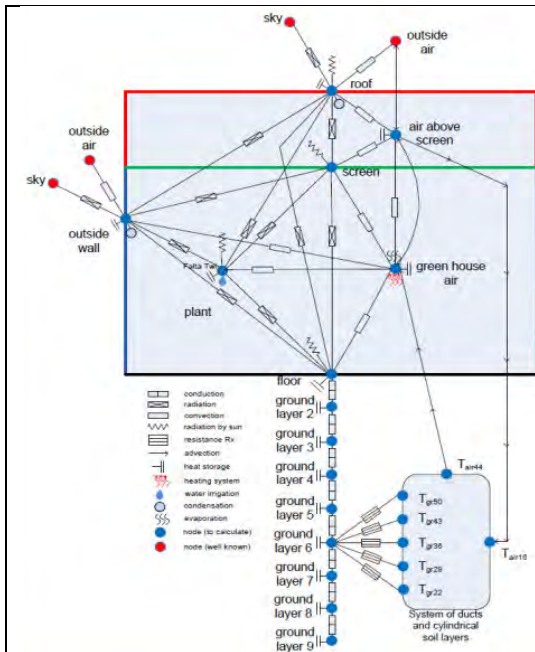 sky
outside
air
roof
outside
air
air above
screen
sky
screen
outside
wall
green house
air
plant
floor
conduction
radiation
convection
radiation by sun
resistance Rx
advection
heat storage
heating system
water irrigation
condensation
evaporation
node (to calculate)
node (well known)
ground
layer 2
ground
layer 3
ground
layer 4
ground
layer 5
ground
layer 6
ground
layer 7
ground
layer 8
ground
layer 9
Tair44
Tgr50
Tgr43
Tgr36
Tgr29
Tgr22
Tair16
System of ducts
and cylindrical
soil layers